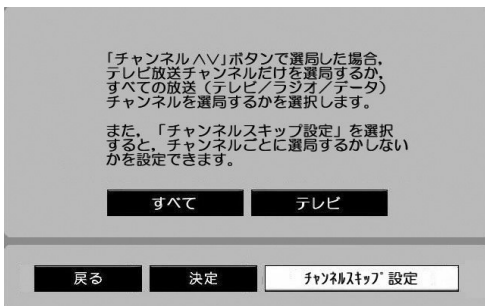 「チャンネル∧∨」ボタンで選局した場合,
テレビ放送チャンネルだけを選局するか,
すべての放送（テレビ／ラジオ／データ）
チャンネルを選局するかを選択します。
また,「チャンネルスキップ設定」を選択
すると,チャンネルごとに選局するかしない
かを設定できます。
すべて テレビ
戻る 決定 ﾁｬﾝﾈﾙｽｷｯﾌﾟ設定